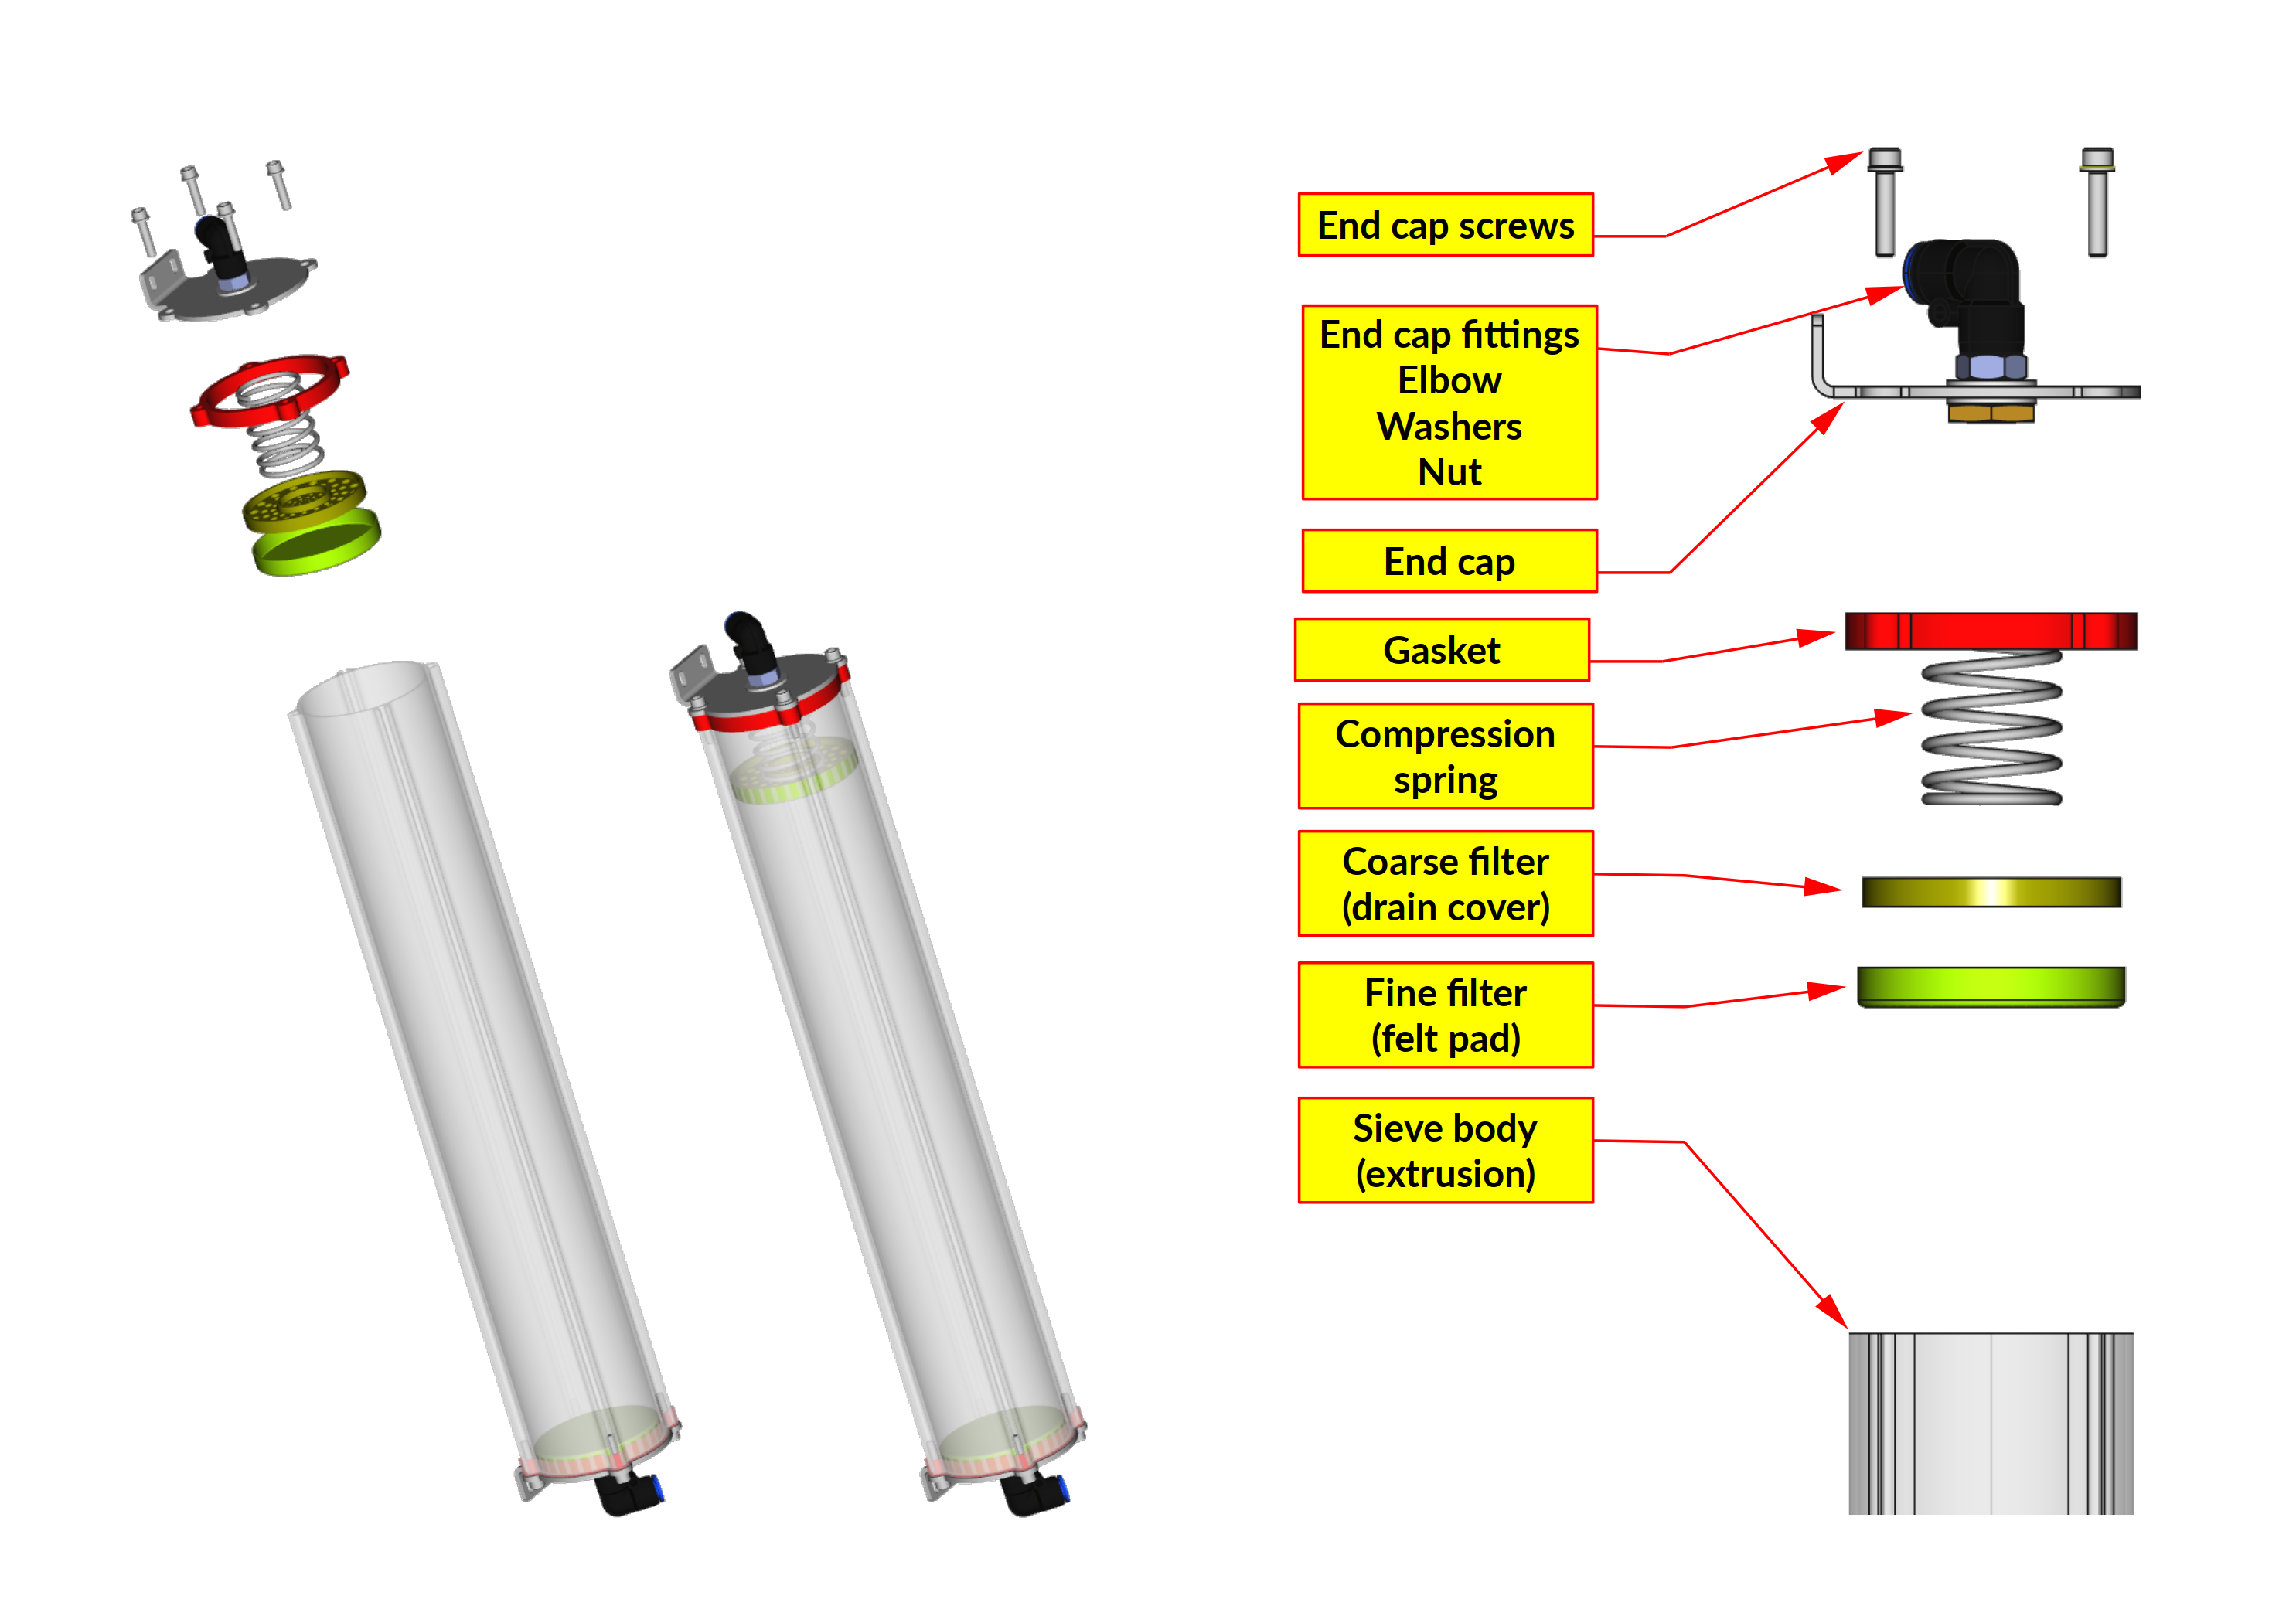 End cap screws
End cap fittings
Elbow
Washers
Nut
End cap
Gasket
Compression
spring
Coarse filter
(drain cover)
Fine filter
(felt pad)
Sieve body
(extrusion)